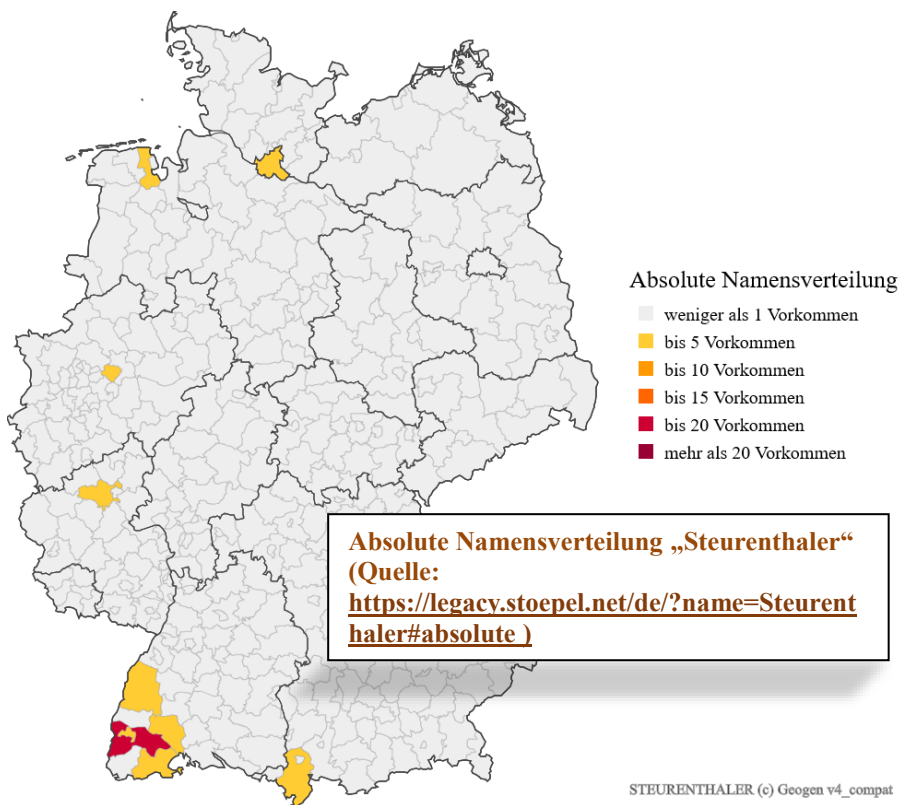 Absolute Namensverteilung
weniger als 1 Vorkommen
bis 5 Vorkommen
bis 10 Vorkommen
bis 15 Vorkommen
bis 20 Vorkommen
mehr als 20 Vorkommen
Absolute Namensverteilung „Steurenthaler“
(Quelle:
https://legacy.stoepel.net/de/?name=Steurent
haler#absolute )
STEURENTHALER (c) Geogen v4_compat